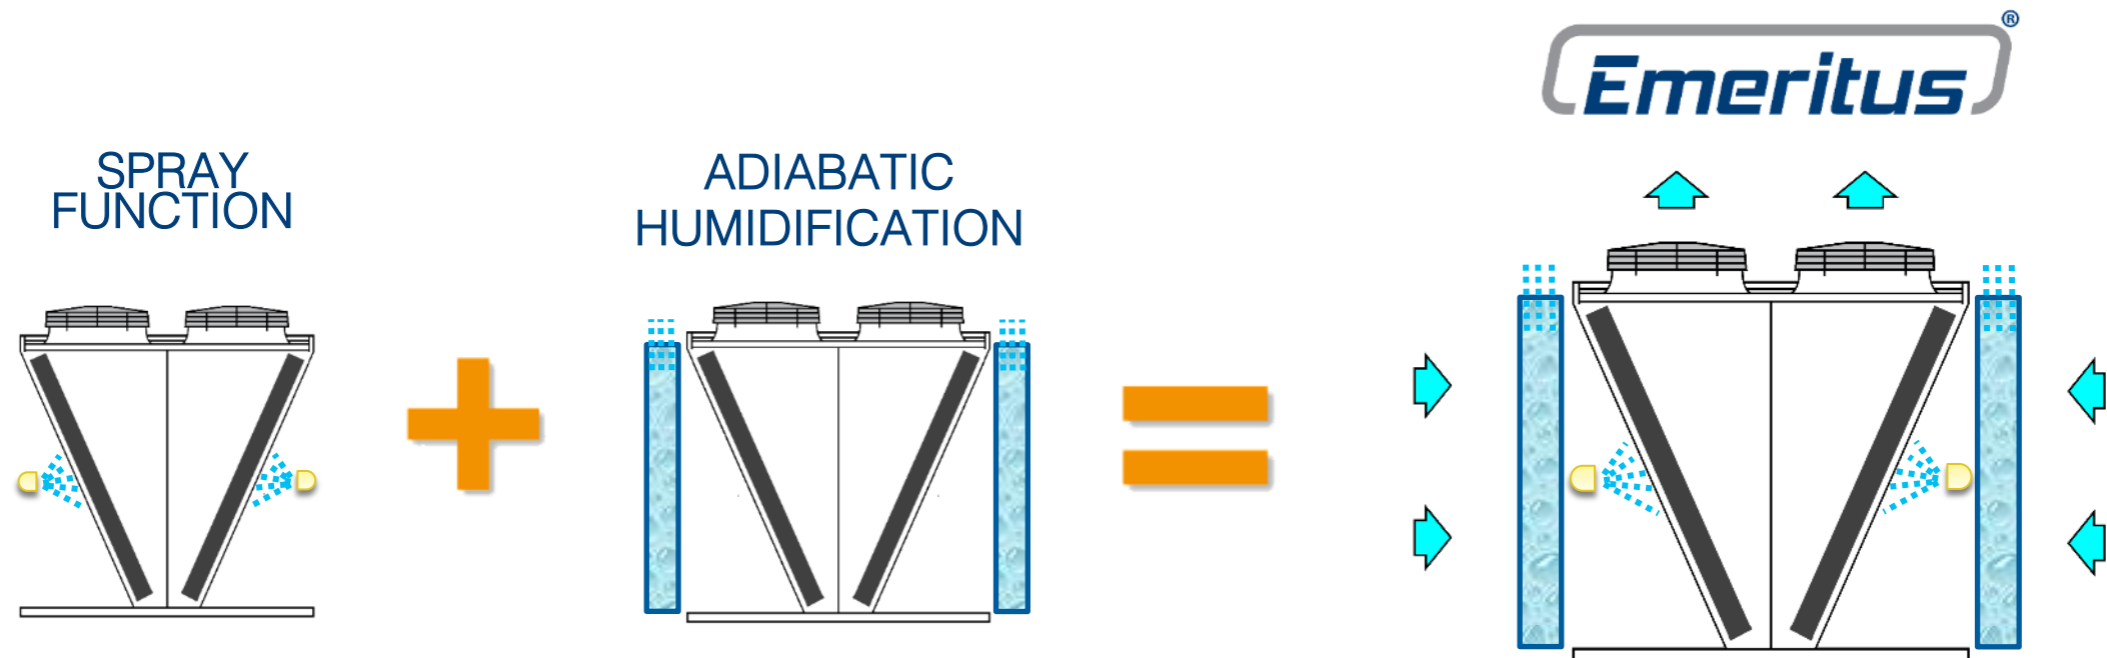 SPRAY
FUNCTION
ADIABATIC
HUMIDIFICATION
Emeritus®